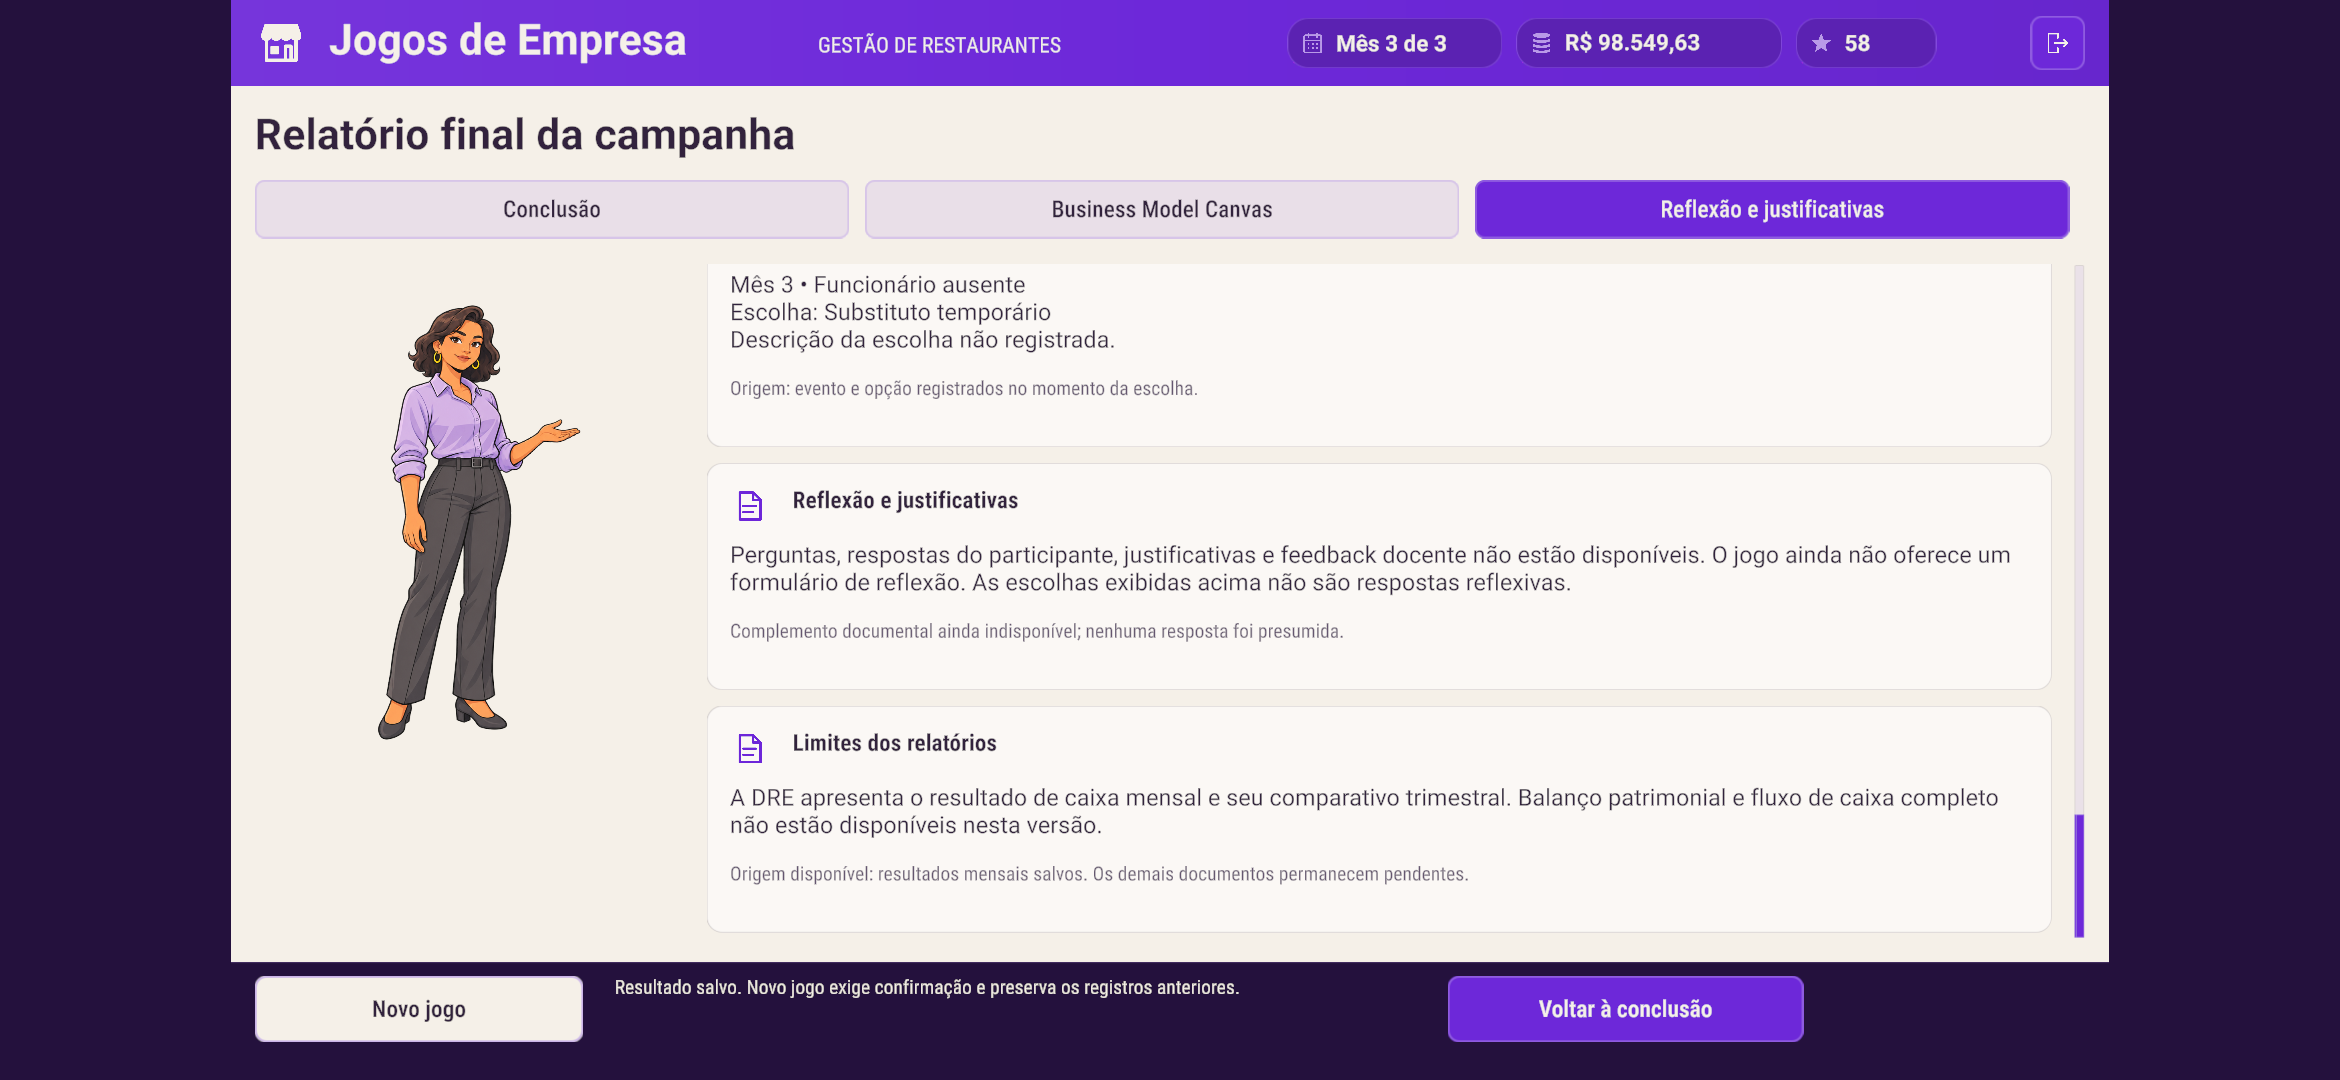 Jogos de Empresa
GESTÃO DE RESTAURANTES
Mês 3 de 3
R$ 98.549,63
58
Relatório final da campanha
Conclusão
Business Model Canvas
Reflexão e justificativas
Mês 3 • Funcionário ausente
Escolha: Substituto temporário
Descrição da escolha não registrada.
Origem: evento e opção registrados no momento da escolha.
Reflexão e justificativas
Perguntas, respostas do participante, justificativas e feedback docente não estão disponíveis. O jogo ainda não oferece um
formulário de reflexão. As escolhas exibidas acima não são respostas reflexivas.
Complemento documental ainda indisponível; nenhuma resposta foi presumida.
Limites dos relatórios
A DRE apresenta o resultado de caixa mensal e seu comparativo trimestral. Balanço patrimonial e fluxo de caixa completo
não estão disponíveis nesta versão.
Origem disponível: resultados mensais salvos. Os demais documentos permanecem pendentes.
Novo jogo
Resultado salvo. Novo jogo exige confirmação e preserva os registros anteriores.
Voltar à conclusão